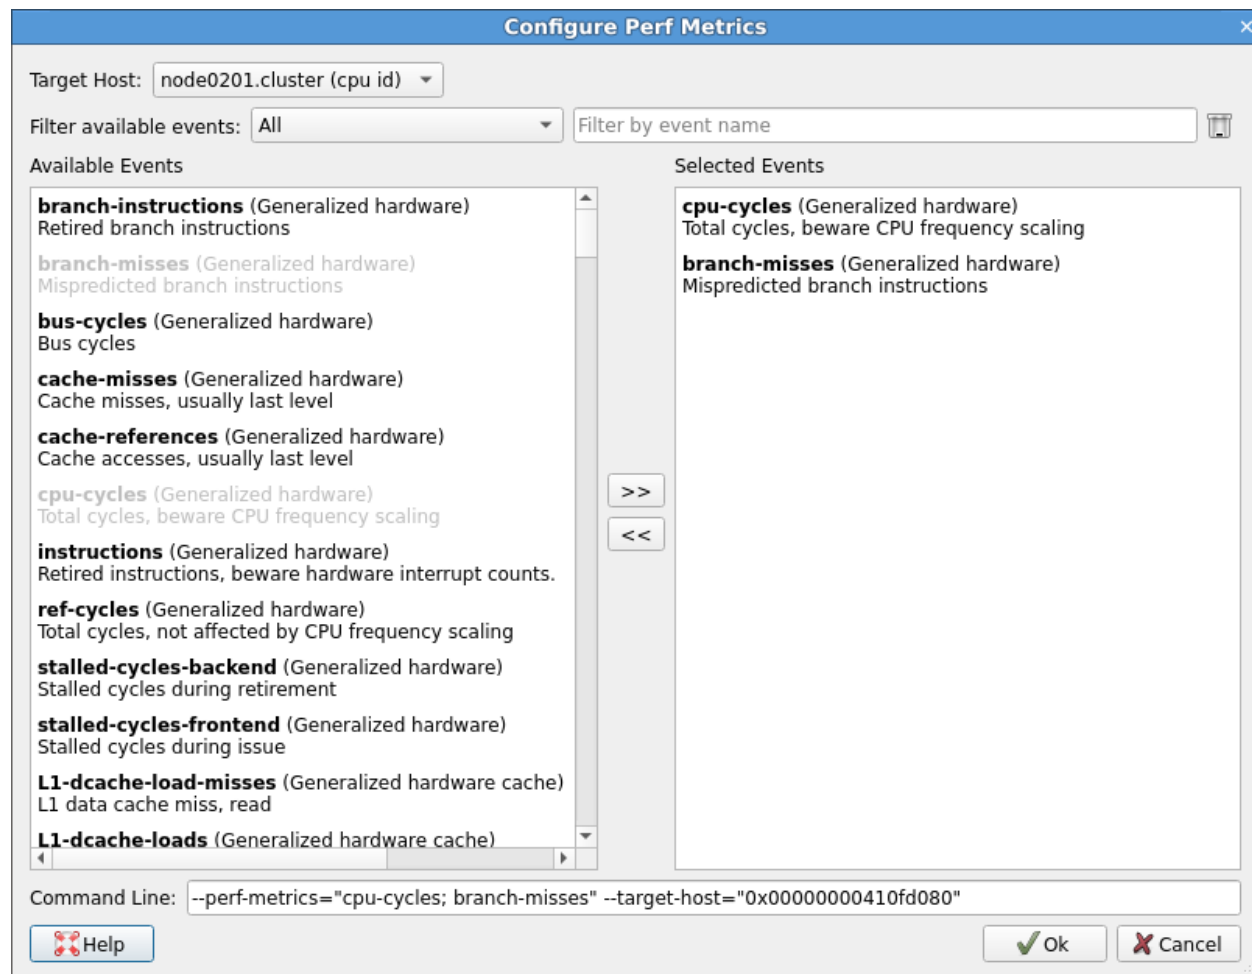 Configure Perf Metrics
Target Host: node0201.cluster (cpu id)
Filter available events: All Filter by event name
Available Events
branch-instructions (Generalized hardware)
Retired branch instructions
branch-misses (Generalized hardware)
Mispredicted branch instructions
bus-cycles (Generalized hardware)
Bus cycles
cache-misses (Generalized hardware)
Cache misses, usually last level
cache-references (Generalized hardware)
Cache accesses, usually last level
cpu-cycles (Generalized hardware)
Total cycles, beware CPU frequency scaling
instructions (Generalized hardware)
Retired instructions, beware hardware interrupt counts.
ref-cycles (Generalized hardware)
Total cycles, not affected by CPU frequency scaling
stalled-cycles-backend (Generalized hardware)
Stalled cycles during retirement
stalled-cycles-frontend (Generalized hardware)
Stalled cycles during issue
L1-dcache-load-misses (Generalized hardware cache)
L1 data cache miss, read
L1-dcache-loads (Generalized hardware cache)
>>
<<
Selected Events
cpu-cycles (Generalized hardware)
Total cycles, beware CPU frequency scaling
branch-misses (Generalized hardware)
Mispredicted branch instructions
Command Line: --perf-metrics="cpu-cycles; branch-misses" --target-host="0x00000000410fd080"
Help Ok Cancel